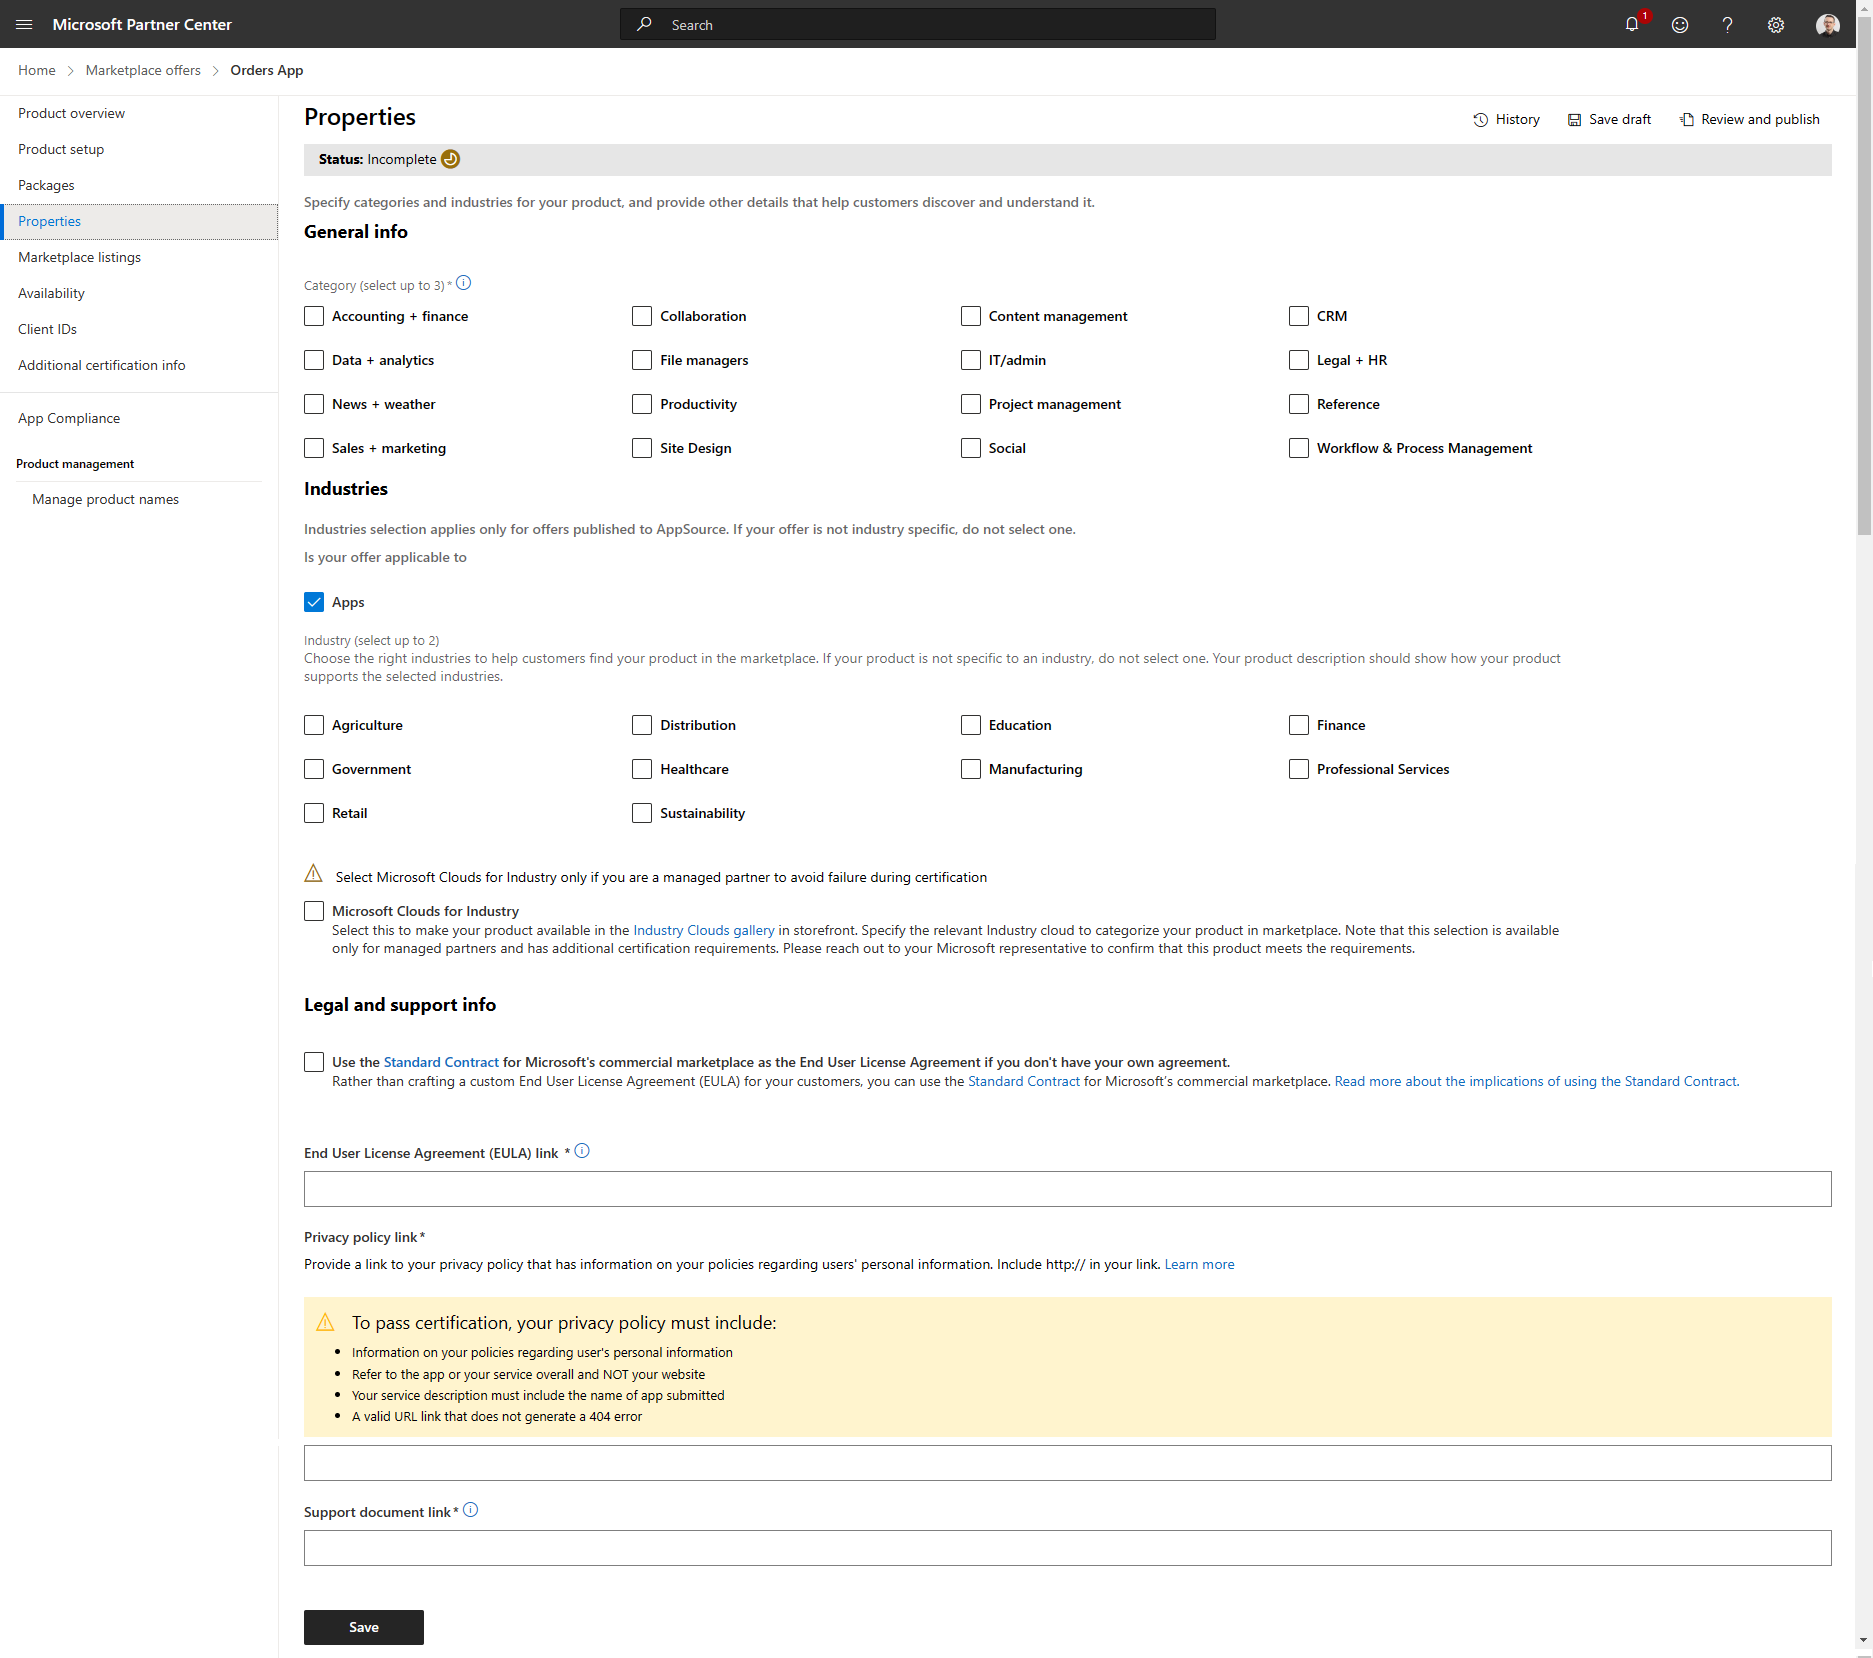 Microsoft Partner Center
Search
1
Home > Marketplace offers > Orders App
Product overview
Product setup
Packages
Properties
Marketplace listings
Availability
Client IDs
Additional certification info
App Compliance
Product management
Manage product names
Properties
History
Save draft
Review and publish
Status: Incomplete
Specify categories and industries for your product, and provide other details that help customers discover and understand it.
General info
Category (select up to 3) *
Accounting + finance
Collaboration
Content management
CRM
Data + analytics
File managers
IT/admin
Legal + HR
News + weather
Productivity
Project management
Reference
Sales + marketing
Site Design
Social
Workflow & Process Management
Industries
Industries selection applies only for offers published to AppSource. If your offer is not industry specific, do not select one.
Is your offer applicable to
Apps
Industry (select up to 2)
Choose the right industries to help customers find your product in the marketplace. If your product is not specific to an industry, do not select one. Your product description should show how your product
supports the selected industries.
Agriculture
Distribution
Education
Finance
Government
Healthcare
Manufacturing
Professional Services
Retail
Sustainability
Select Microsoft Clouds for Industry only if you are a managed partner to avoid failure during certification
Microsoft Clouds for Industry
Select this to make your product available in the Industry Clouds gallery in storefront. Specify the relevant Industry cloud to categorize your product in marketplace. Note that this selection is available
only for managed partners and has additional certification requirements. Please reach out to your Microsoft representative to confirm that this product meets the requirements.
Legal and support info
Use the Standard Contract for Microsoft's commercial marketplace as the End User License Agreement if you don't have your own agreement.
Rather than crafting a custom End User License Agreement (EULA) for your customers, you can use the Standard Contract for Microsoft’s commercial marketplace. Read more about the implications of using the Standard Contract.
End User License Agreement (EULA) link *
Privacy policy link *
Provide a link to your privacy policy that has information on your policies regarding users' personal information. Include http:// in your link. Learn more
To pass certification, your privacy policy must include:
• Information on your policies regarding user's personal information
• Refer to the app or your service overall and NOT your website
• Your service description must include the name of app submitted
• A valid URL link that does not generate a 404 error
Support document link *
Save